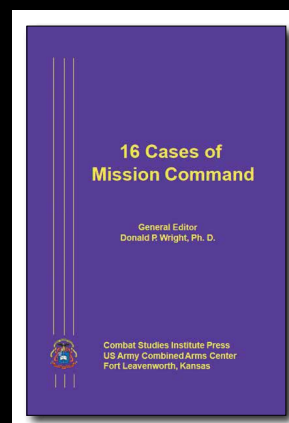 16 Cases of
Mission Command
General Editor
Donald P. Wright, Ph. D.
Combat Studies Institute Press
US Army Combined Arms Center
Fort Leavenworth, Kansas